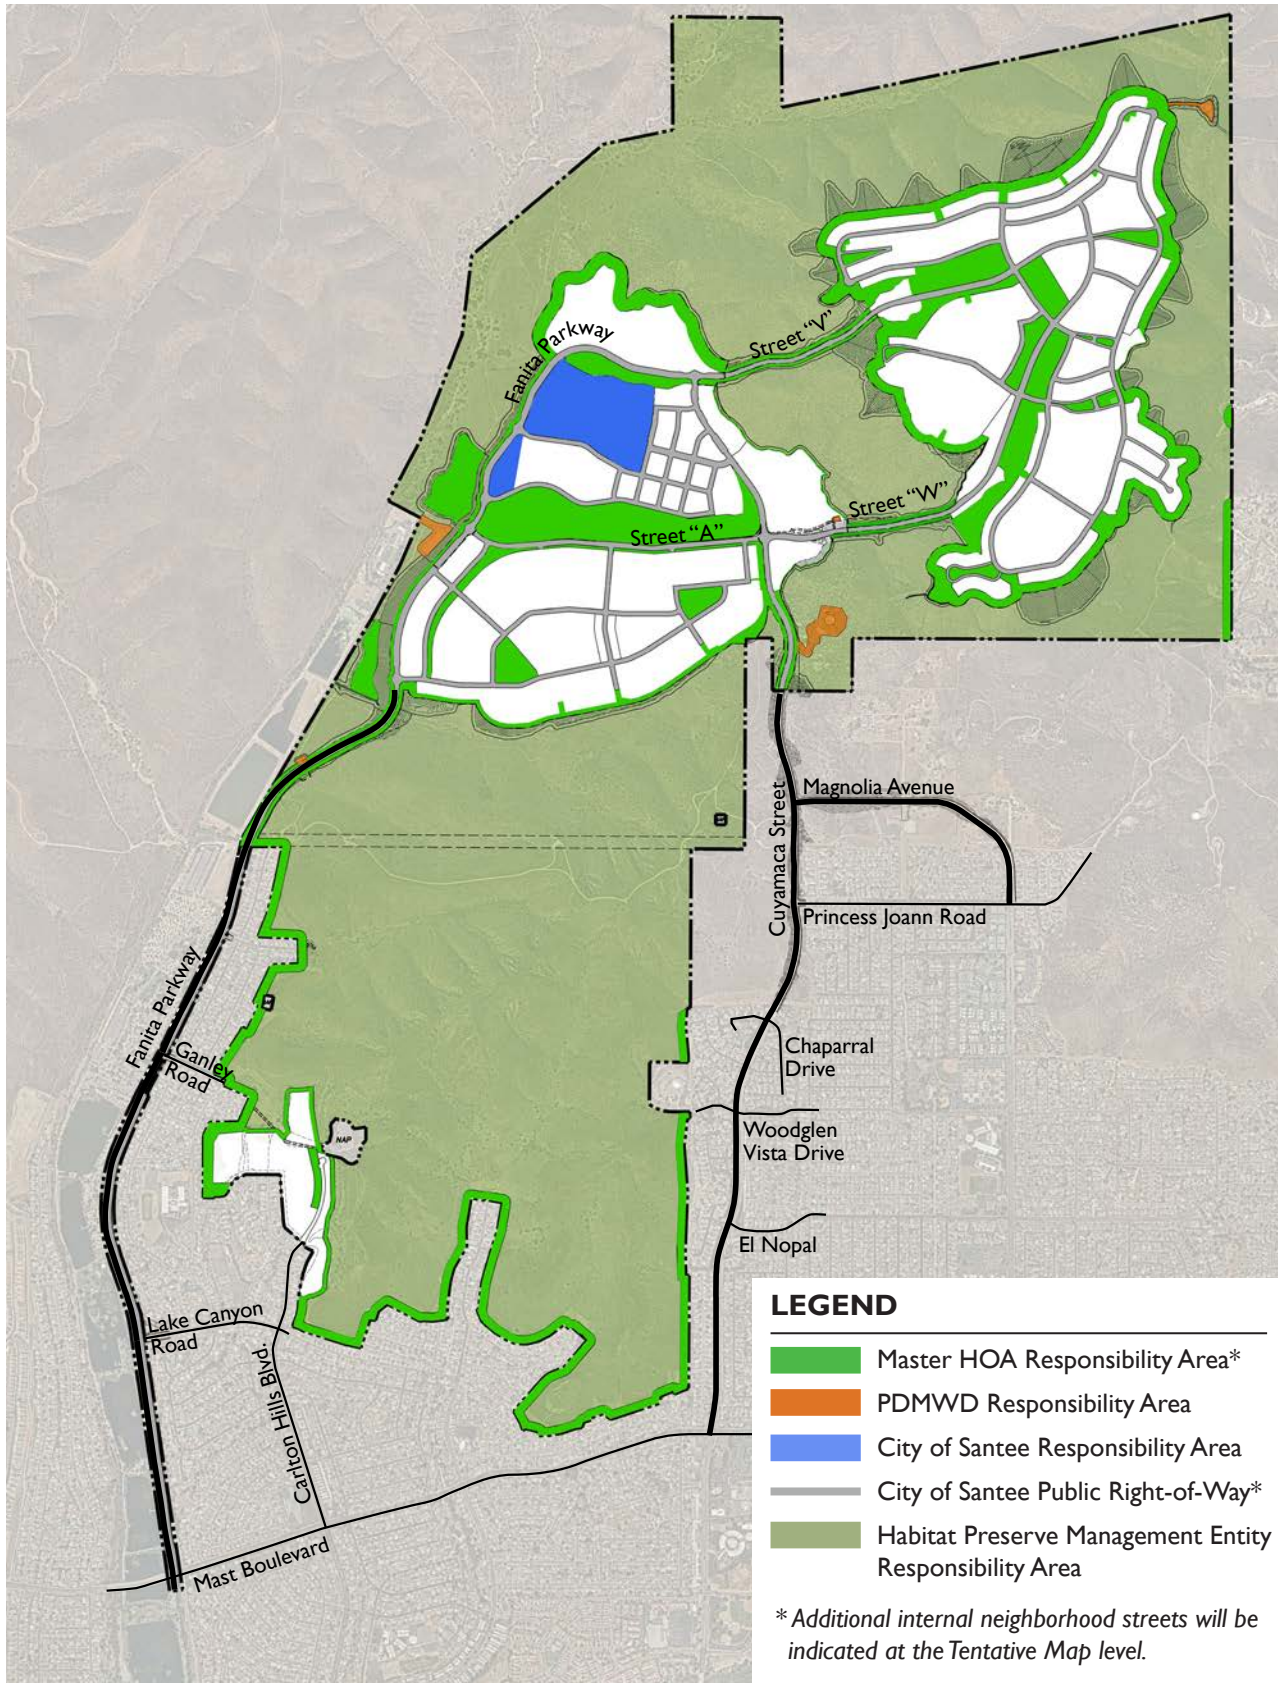 Fanita Parkway
Street “V”
Street “W”
Street “A”
Magnolia Avenue
Cuyamaca Street
Princess Joann Road
Fanita Parkway
Ganley
Road
Chaparral
Drive
NAP
Woodglen
Vista Drive
El Nopal
Lake Canyon
Road
Carlton Hills Blvd.
Mast Boulevard
LEGEND
Master HOA Responsibility Area*
PDMWD Responsibility Area
City of Santee Responsibility Area
City of Santee Public Right-of-Way*
Habitat Preserve Management Entity
Responsibility Area
* Additional internal neighborhood streets will be
indicated at the Tentative Map level.